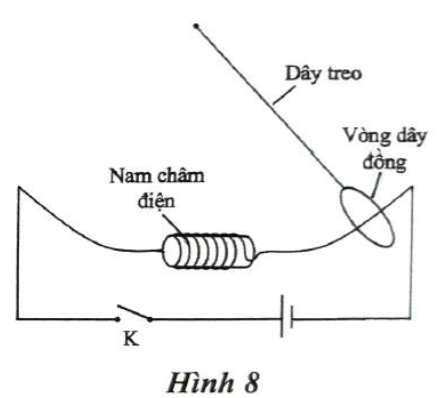 Dây treo
Vòng dây
đồng
Nam châm
điện
K
Hình 8